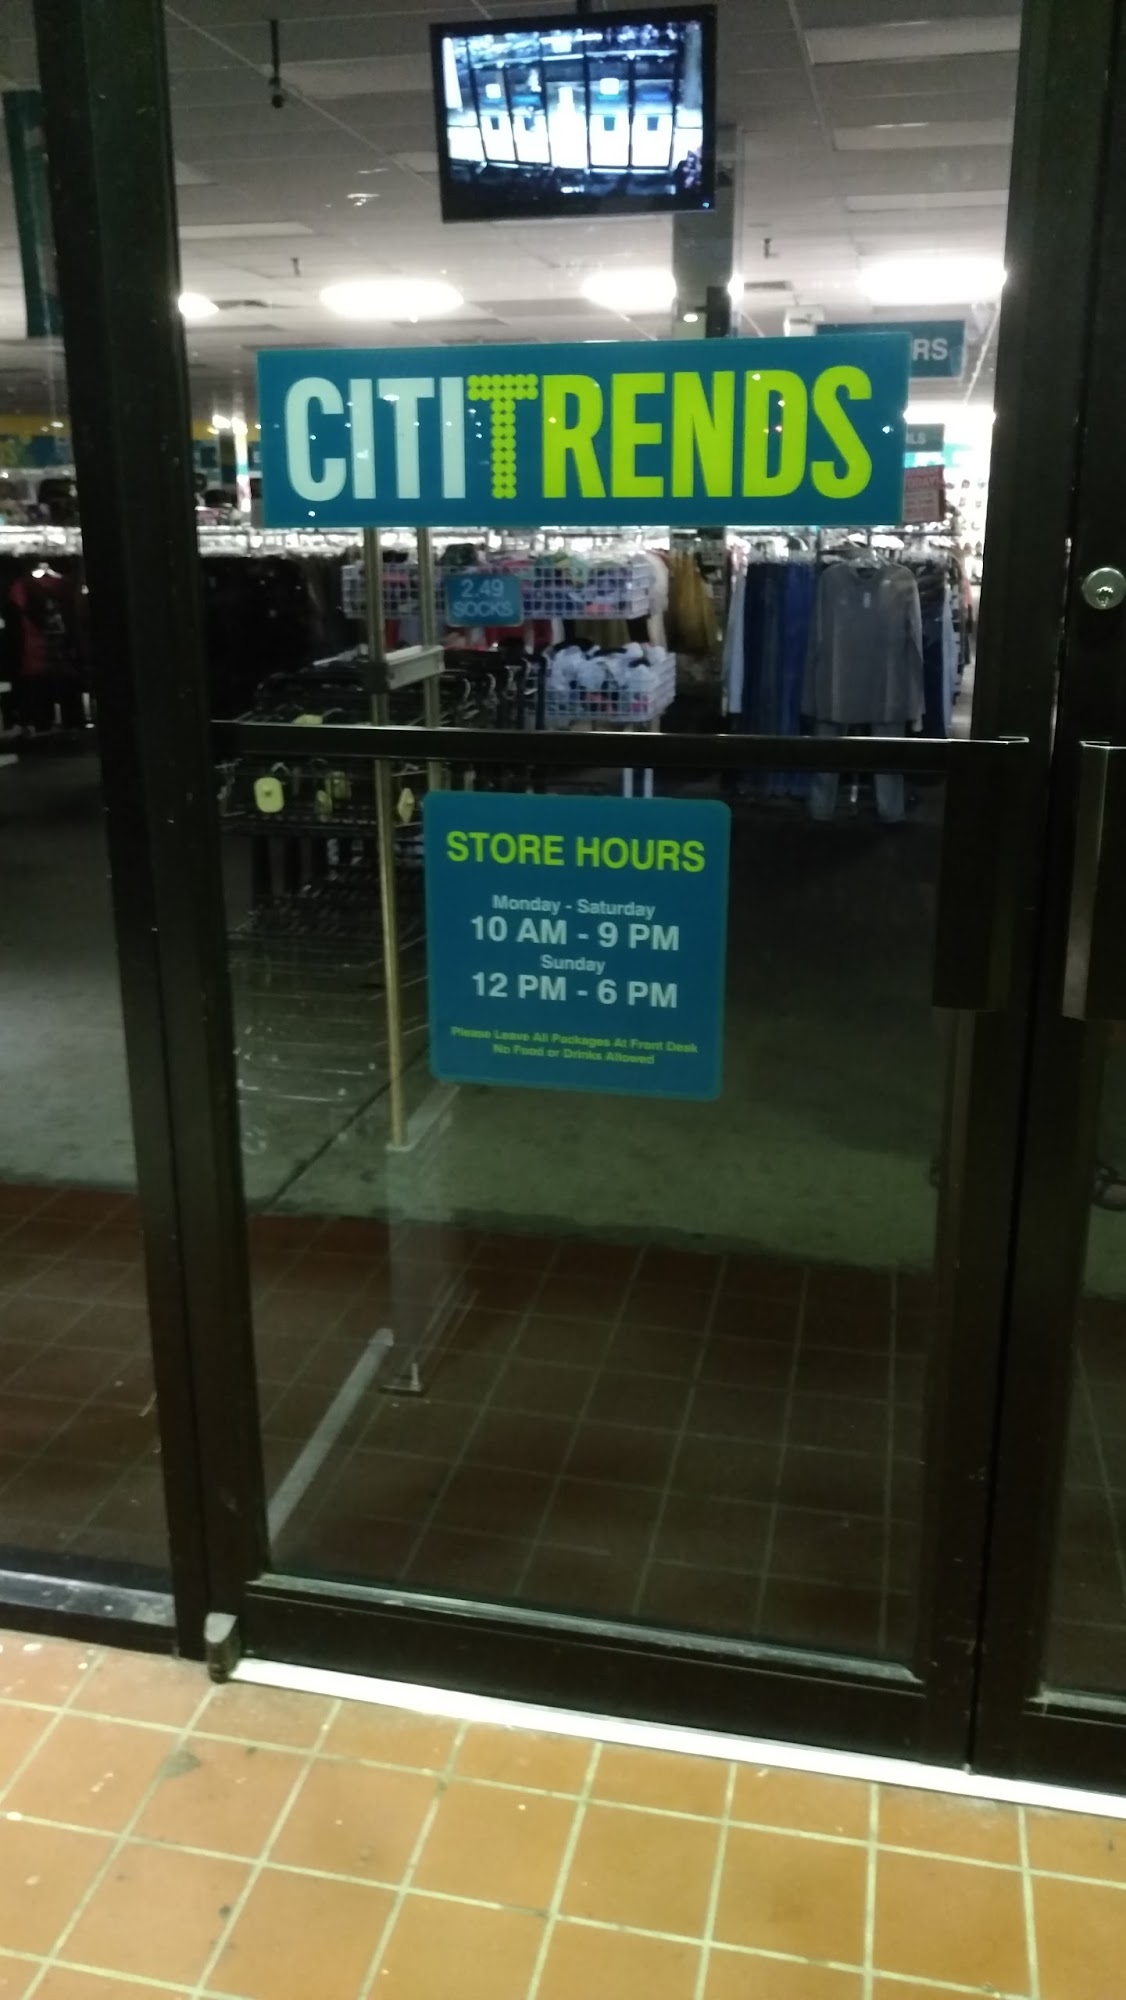 RS
CITITRENDS
2.49
SOCKS
STORE HOURS
Monday - Saturday
10 AM - 9 PM
Sunday
12 PM - 6 PM
Please Leave All Packages At Front Desk
No Food or Drinks Allowed